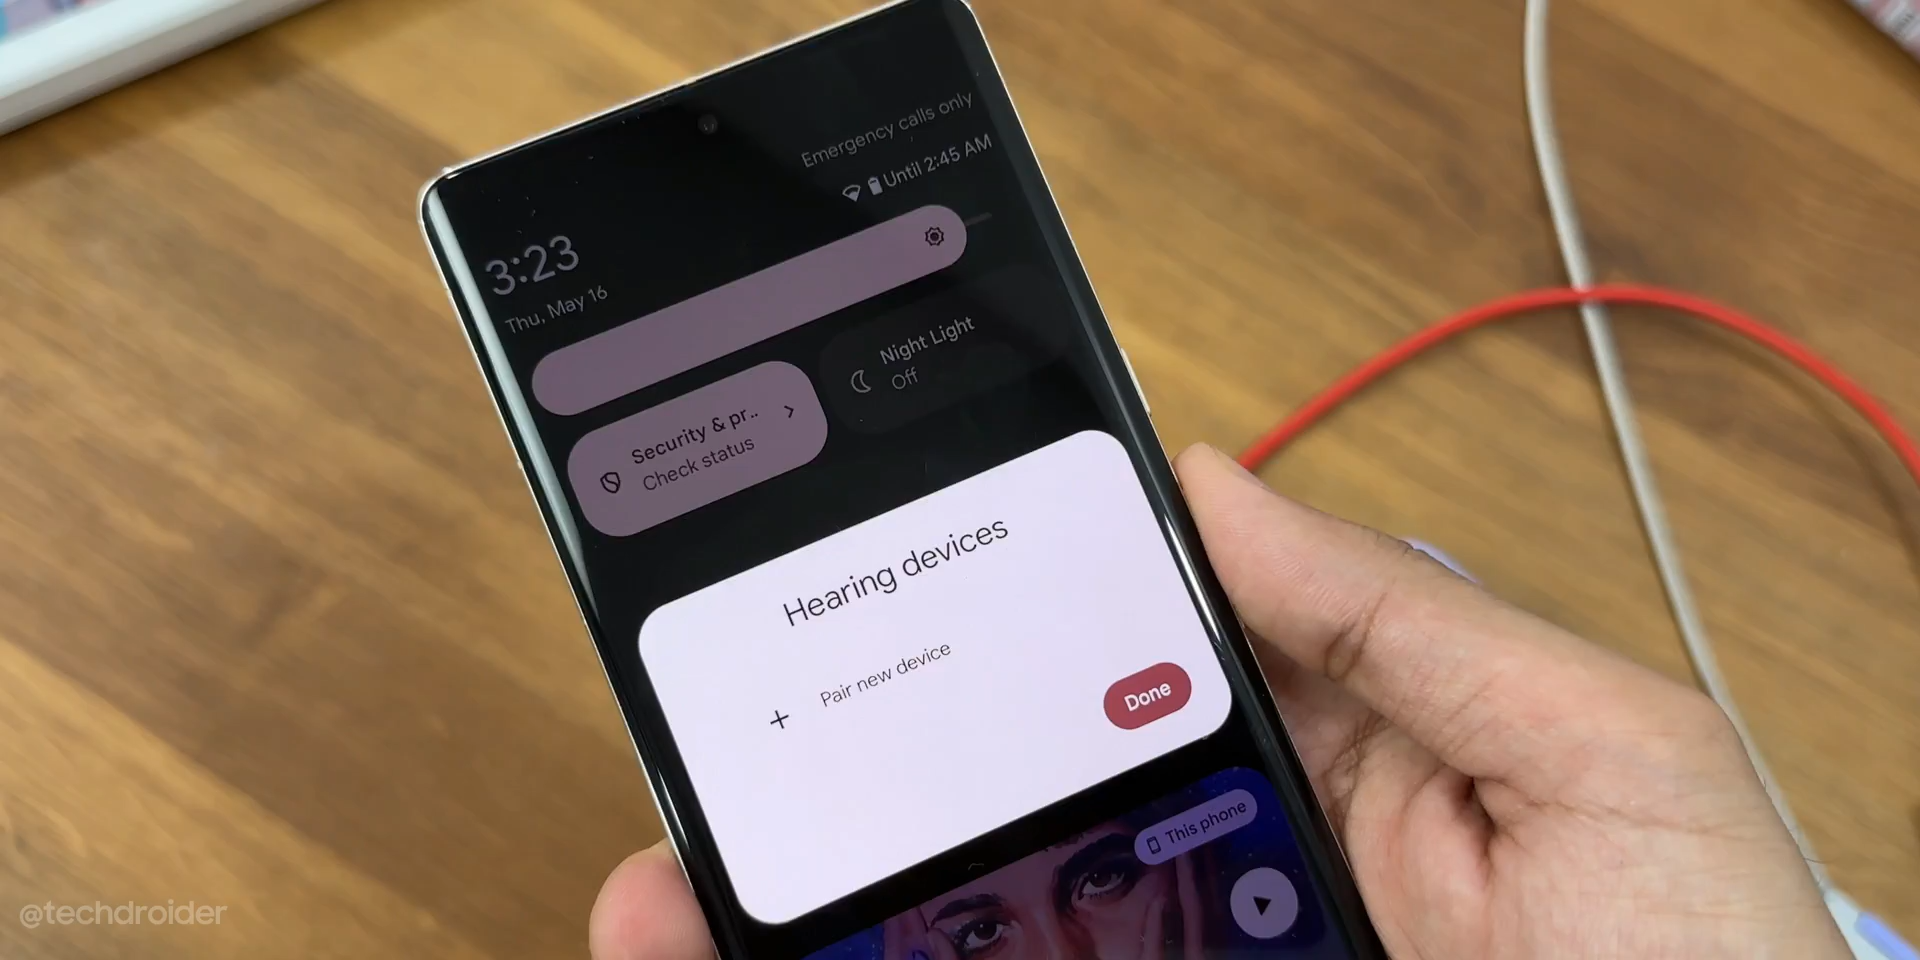 Emergency calls only
Until 2:45 AM
3:23
Thu, May 16
Night Light
Off
Security & pr..
Check status
Hearing devices
+ Pair new device
Done
This phone
@techdroider